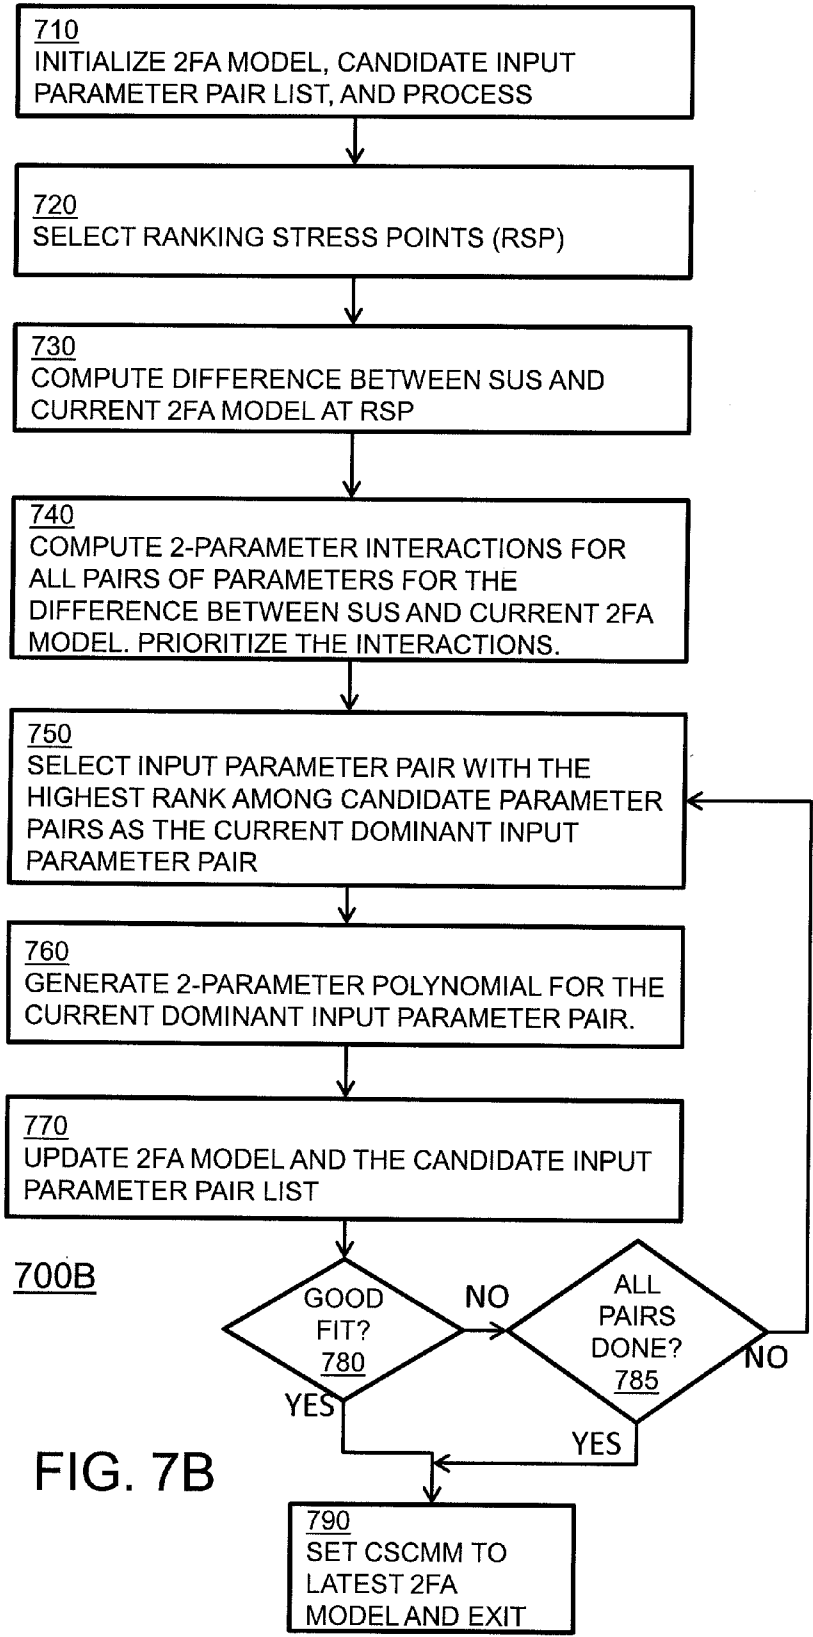 710
INITIALIZE 2FA MODEL, CANDIDATE INPUT
PARAMETER PAIR LIST, AND PROCESS
720
SELECT RANKING STRESS POINTS (RSP)
730
COMPUTE DIFFERENCE BETWEEN SUS AND
CURRENT 2FA MODEL AT RSP
740
COMPUTE 2-PARAMETER INTERACTIONS FOR
ALL PAIRS OF PARAMETERS FOR THE
DIFFERENCE BETWEEN SUS AND CURRENT 2FA
MODEL. PRIORITIZE THE INTERACTIONS.
750
SELECT INPUT PARAMETER PAIR WITH THE
HIGHEST RANK AMONG CANDIDATE PARAMETER
PAIRS AS THE CURRENT DOMINANT INPUT
PARAMETER PAIR
760
GENERATE 2-PARAMETER POLYNOMIAL FOR THE
CURRENT DOMINANT INPUT PARAMETER PAIR.
770
UPDATE 2FA MODEL AND THE CANDIDATE INPUT
PARAMETER PAIR LIST
700B
GOOD
FIT?
780
NO
YES
ALL
PAIRS
DONE?
785
NO
YES
FIG. 7B
790
SET CSCMM TO
LATEST 2FA
MODEL AND EXIT